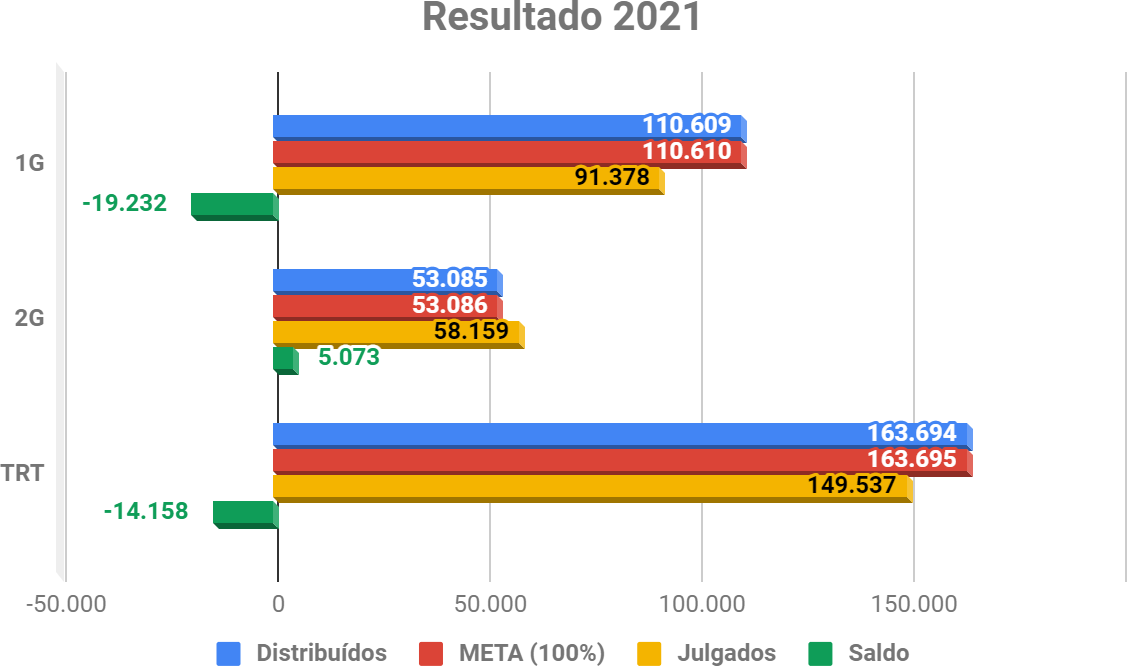 Resultado 2021
1G
110.609
110.610
91.378
-19.232
2G
53.085
53.086
58.159
5.073
TRT
163.694
163.695
149.537
-14.158
-50.000 0 50.000 100.000 150.000
Distribuídos META (100%) Julgados Saldo